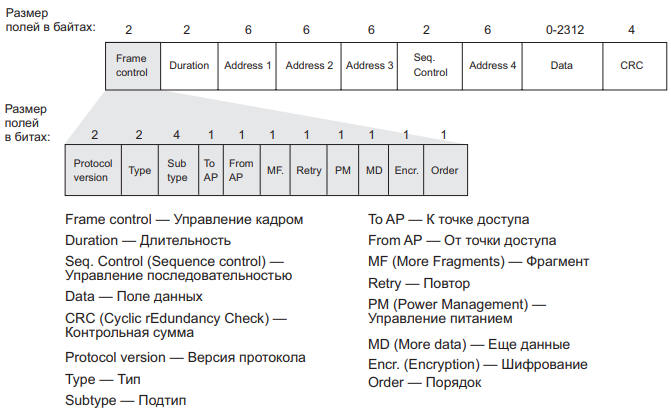 Размер
полей в байтах:
2 2 6 6 6 2 6 0-2312 4
Frame
control
Duration
Address 1
Address 2
Address 3
Seq.
Control
Address 4
Data
CRC
Размер
полей
в битах:
2 2 4 1 1 1 1 1 1 1 1
Protocol
version
Type
Sub
type
To
AP
From
AP
MF.
Retry
PM
MD
Encr.
Order
Frame control — Управление кадром
Duration — Длительность
Seq. Control (Sequence control) —
Управление последовательностью
Data — Поле данных
CRC (Cyclic rEdundancy Check) —
Контрольная сумма
Protocol version — Версия протокола
Type — Тип
Subtype — Подтип
To AP — К точке доступа
From AP — От точки доступа
MF (More Fragments) — Фрагмент
Retry — Повтор
PM (Power Management) —
Управление питанием
MD (More data) — Еще данные
Encr. (Encryption) — Шифрование
Order — Порядок